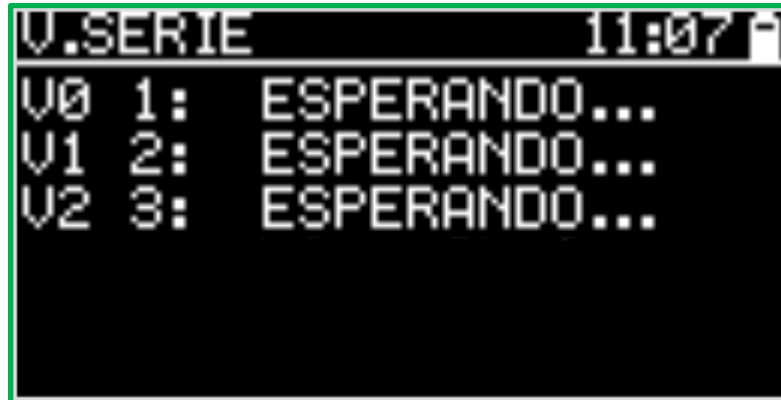 V.SERIE 11:07
V0 1: ESPERANDO...
V1 2: ESPERANDO...
V2 3: ESPERANDO...